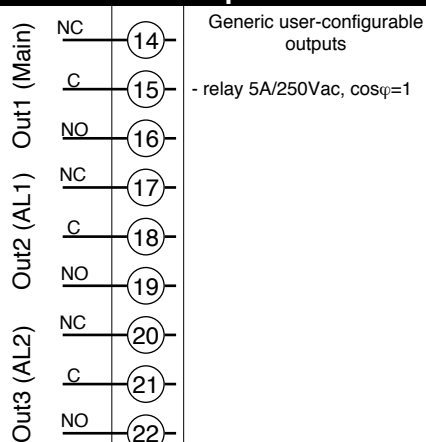 Generic user-configurable
outputs
- relay 5A/250Vac, cosφ=1
Out1 (Main)
NC 14
C 15
NO 16
Out2 (AL1)
NC 17
C 18
NO 19
Out3 (AL2)
NC 20
C 21
NO 22